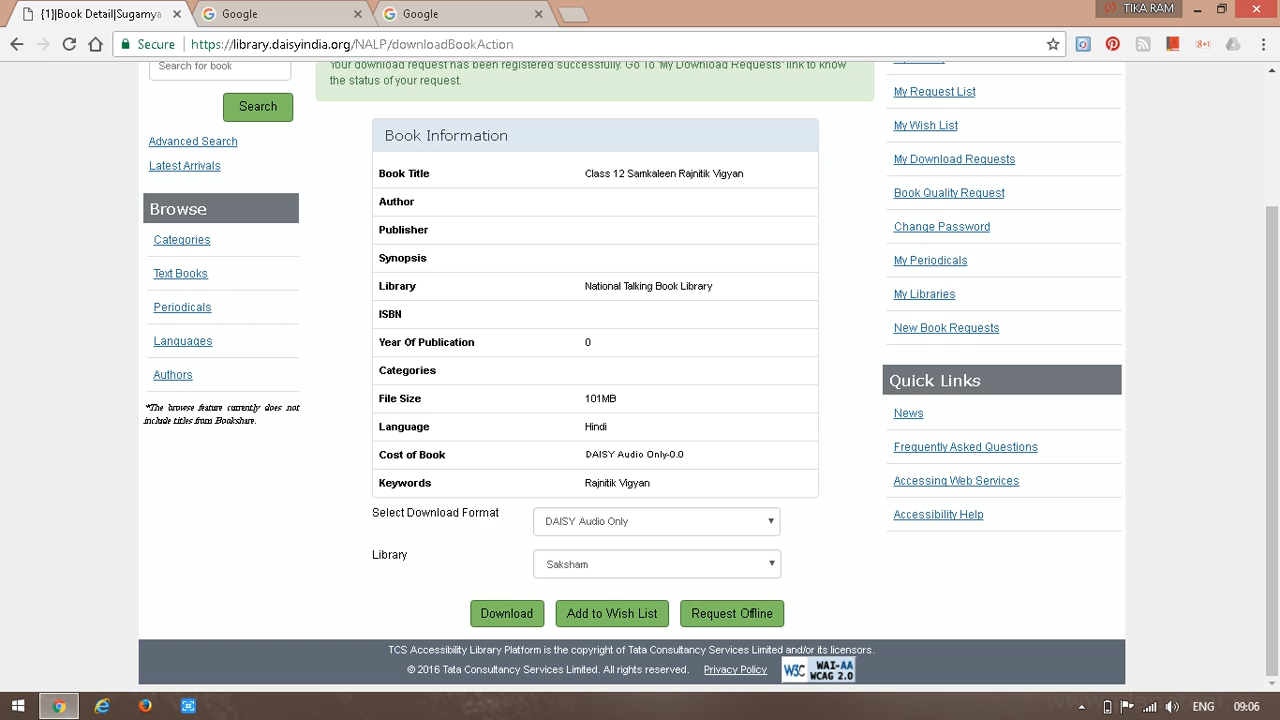 [1]|Book Detail|Sugamya
Google
Google
TIKA RAM
Secure
https://library.daisyindia.org/NALP/downloadBookAction
Search for book
Search
Advanced Search
Latest Arrivals
Browse
Categories
Text Books
Periodicals
Languages
Authors
*The browse feature currently does not
include titles from Bookshare.
Your download request has been registered successfully. Go To 'My Download Requests' link to know
the status of your request.
Book Information
Book Title Class 12 Samkaleen Rajnitik Vigyan
Author
Publisher
Synopsis
Library National Talking Book Library
ISBN
Year Of Publication 0
Categories
File Size 101MB
Language Hindi
Cost of Book DAISY Audio Only-0.0
Keywords Rajnitik Vigyan
Select Download Format DAISY Audio Only
Library Saksham
Download Add to Wish List Request Offline
My Request List
My Wish List
My Download Requests
Book Quality Request
Change Password
My Periodicals
My Libraries
New Book Requests
Quick Links
News
Frequently Asked Questions
Accessing Web Services
Accessibility Help
TCS Accessibility Library Platform is the copyright of Tata Consultancy Services Limited and/or its licensors.
© 2016 Tata Consultancy Services Limited. All rights reserved. Privacy Policy
W3C WAI-AA
WCAG 2.0
ENG 09:06